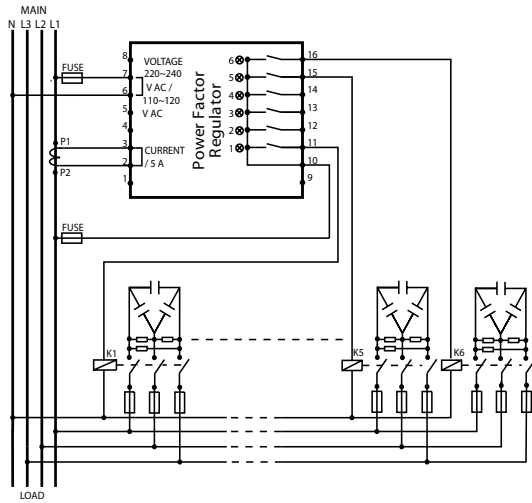 MAIN
N L3 L2 L1
FUSE
P1
P2
FUSE
8
7
6
5
4
3
2
1
VOLTAGE
220~240
V AC /
110~120
V AC
CURRENT
/ 5 A
Power Factor
Regulator
6
5
4
3
2
1
16
15
14
13
12
11
10
9
K1
K5
K6
LOAD